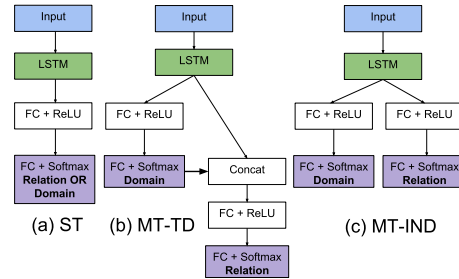 Input
LSTM
FC + ReLU
FC + Softmax
Relation OR
Domain
(a) ST
Input
LSTM
FC + ReLU
FC + Softmax
Domain
Concat
FC + ReLU
FC + Softmax
Relation
(b) MT-TD
Input
LSTM
FC + ReLU
FC + ReLU
FC + Softmax
Domain
FC + Softmax
Relation
(c) MT-IND